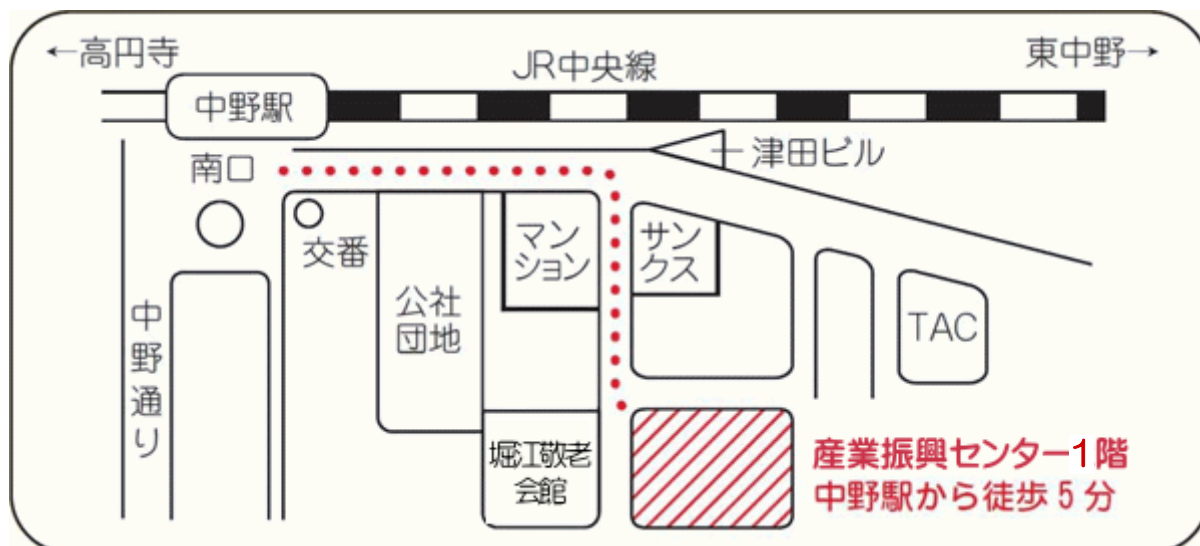 ←高円寺
JR中央線
東中野→
中野駅
南口
津田ビル
交番
マン
ション
サン
クス
公社
団地
TAC
中野通り
堀江敬老
会館
産業振興センター1階
中野駅から徒歩5分